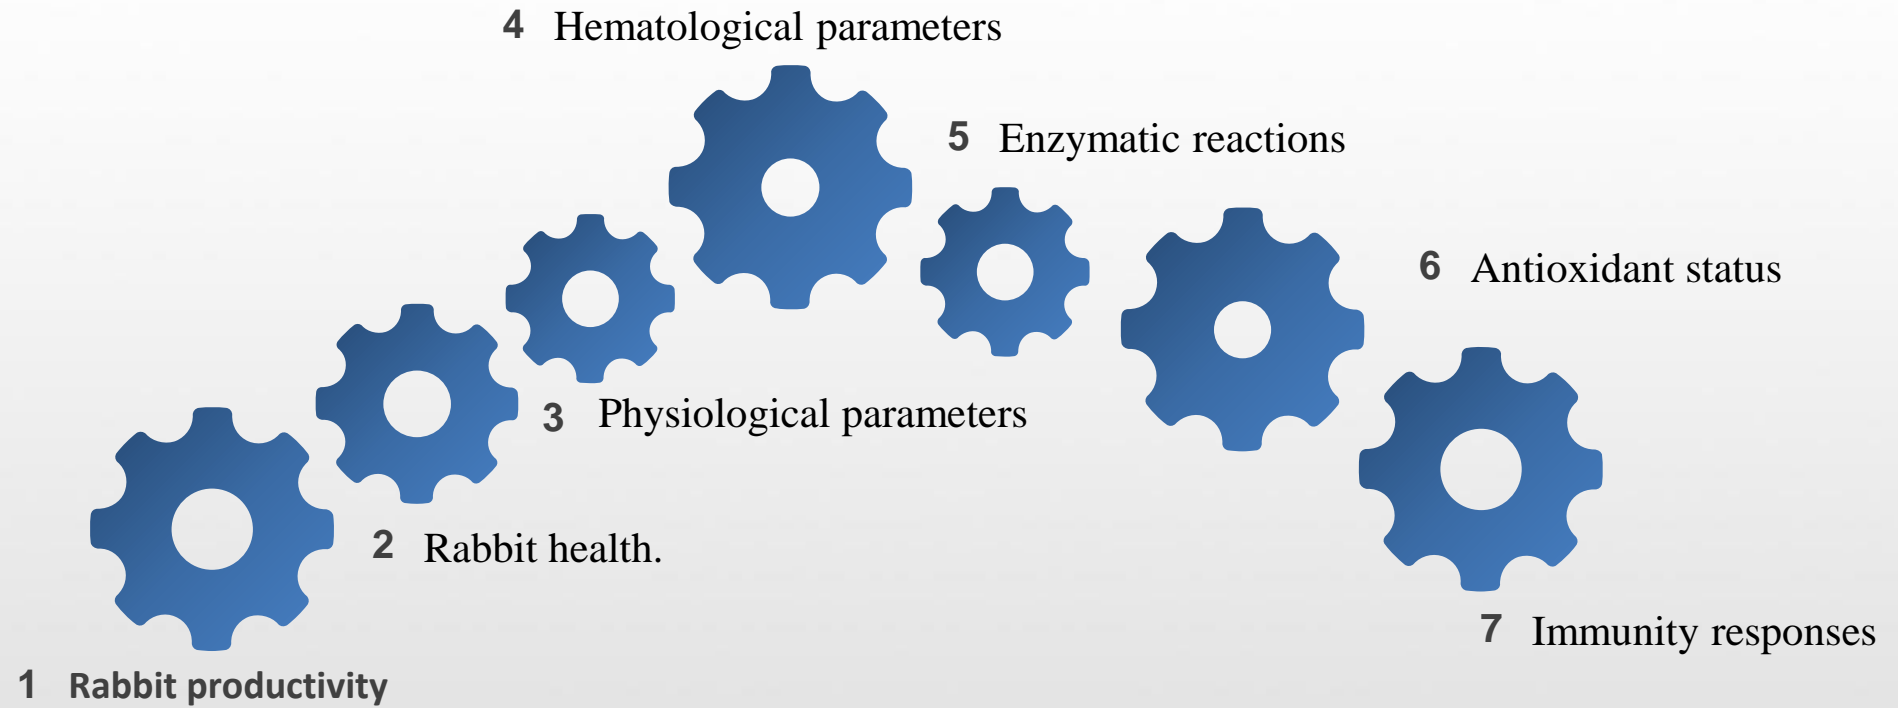 4 Hematological parameters
5 Enzymatic reactions
6 Antioxidant status
3 Physiological parameters
2 Rabbit health.
7 Immunity responses
1 Rabbit productivity